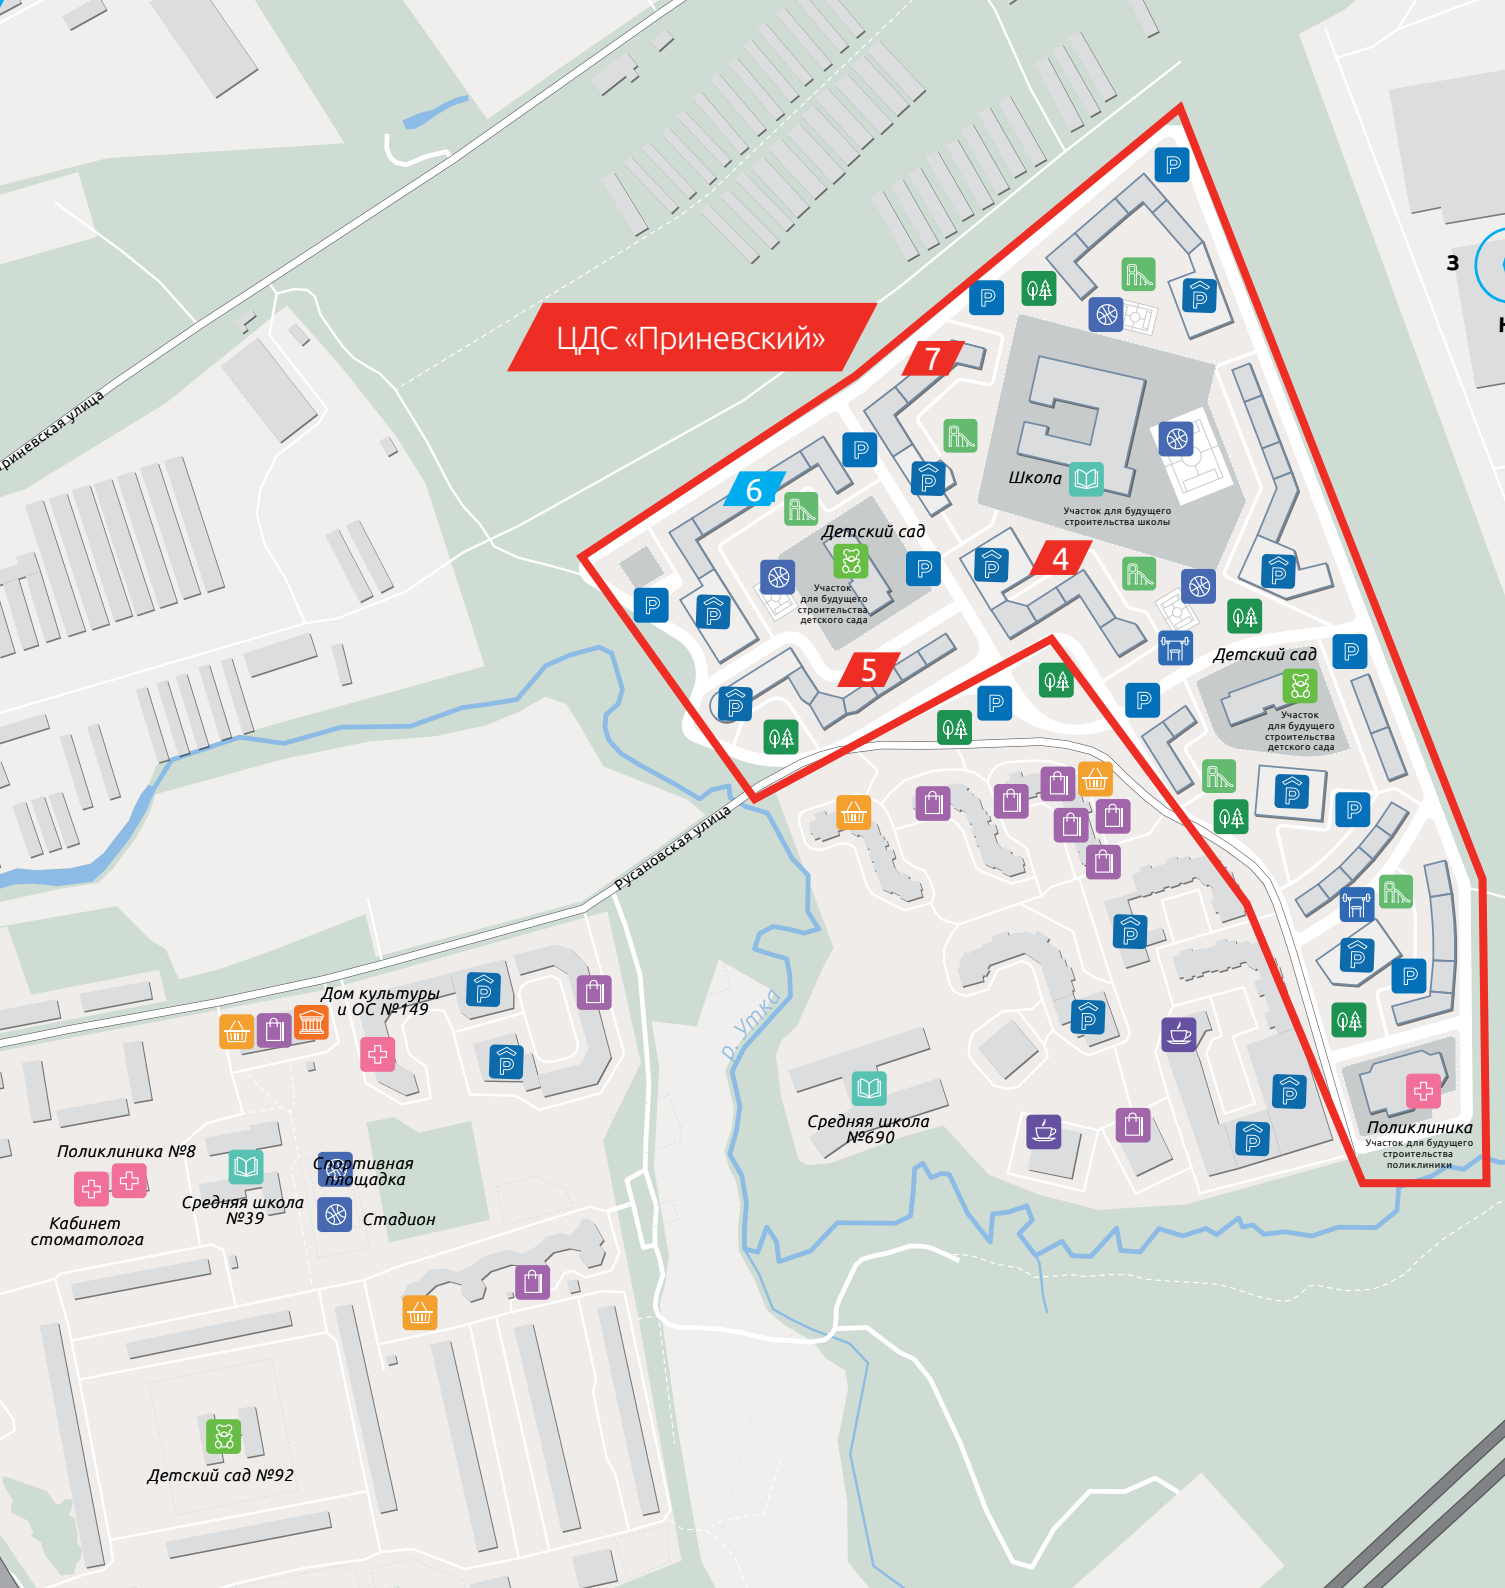 З
Н
ЦДС «Приневский»
7
Приневская улица
6
Школа
Участок для будущего
строительства школы
Детский сад
Участок
для будущего
строительства
детского сада
4
5
Детский сад
Участок
для будущего
строительства
детского сада
Русановская улица
Дом культуры
и ОС №149
р. Утка
Средняя школа
№690
Поликлиника
Участок для будущего
строительства
поликлиники
Поликлиника №8
Спортивная
площадка
Средняя школа
№39
Стадион
Кабинет
стоматолога
Детский сад №92